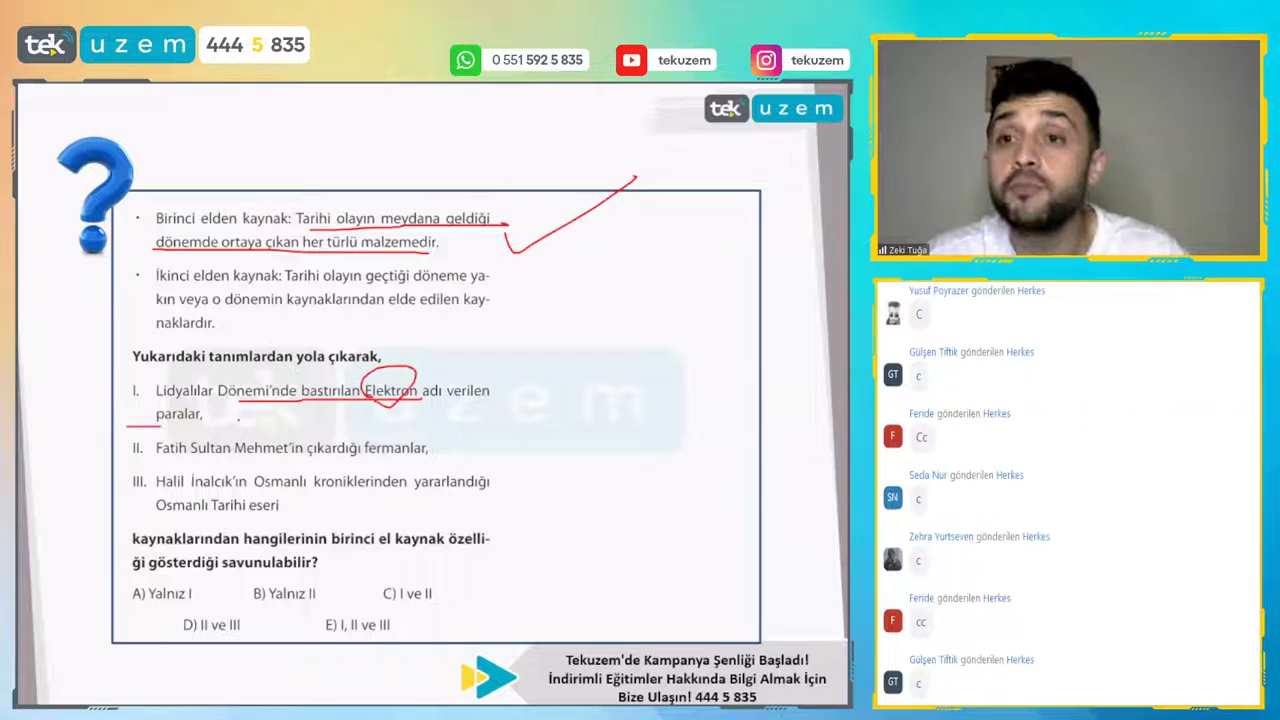 tek uzem 444 5 835
0 551 592 5 835
tekuzem
tekuzem
tek uzem
• Birinci elden kaynak: Tarihi olayın meydana geldiği
dönemde ortaya çıkan her türlü malzemedir.
• İkinci elden kaynak: Tarihi olayın geçtiği döneme ya-
kın veya o dönemin kaynaklarından elde edilen kay-
naklardır.
Yukarıdaki tanımlardan yola çıkarak,
I. Lidyalılar Dönemi'nde bastırılan Elektron adı verilen
paralar,
II. Fatih Sultan Mehmet'in çıkardığı fermanlar,
III. Halil İnalcık'ın Osmanlı kroniklerinden yararlandığı
Osmanlı Tarihi eseri
kaynaklarından hangilerinin birinci el kaynak özelli-
ği gösterdiği savunulabilir?
A) Yalnız I B) Yalnız II C) I ve II
D) II ve III E) I, II ve III
uzem
Tekuzem'de Kampanya Şenliği Başladı!
İndirimli Eğitimler Hakkında Bilgi Almak İçin
Bize Ulaşın! 444 5 835
Zeki Tuğa
Yusuf Poyrazer gönderilen Herkes
C
Gülşen Tiftik gönderilen Herkes
GT c
Feride gönderilen Herkes
F Cc
Seda Nur gönderilen Herkes
SN c
Zehra Yurtseven gönderilen Herkes
c
Feride gönderilen Herkes
F cc
Gülşen Tiftik gönderilen Herkes
GT c